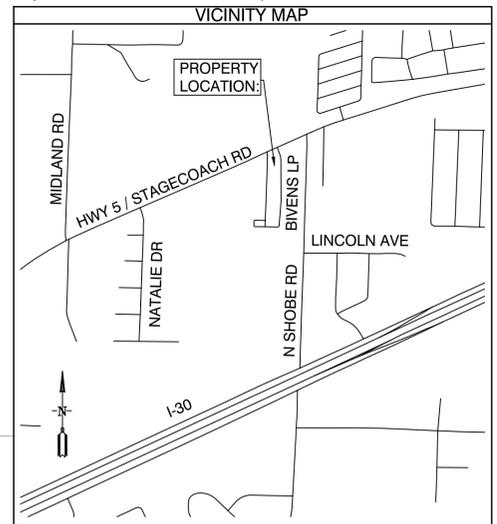 VICINITY MAP
PROPERTY
LOCATION:
MIDLAND RD
HWY 5 / STAGECOACH RD
BIVENS LP
LINCOLN AVE
NATALIE DR
N SHOBE RD
I-30
N